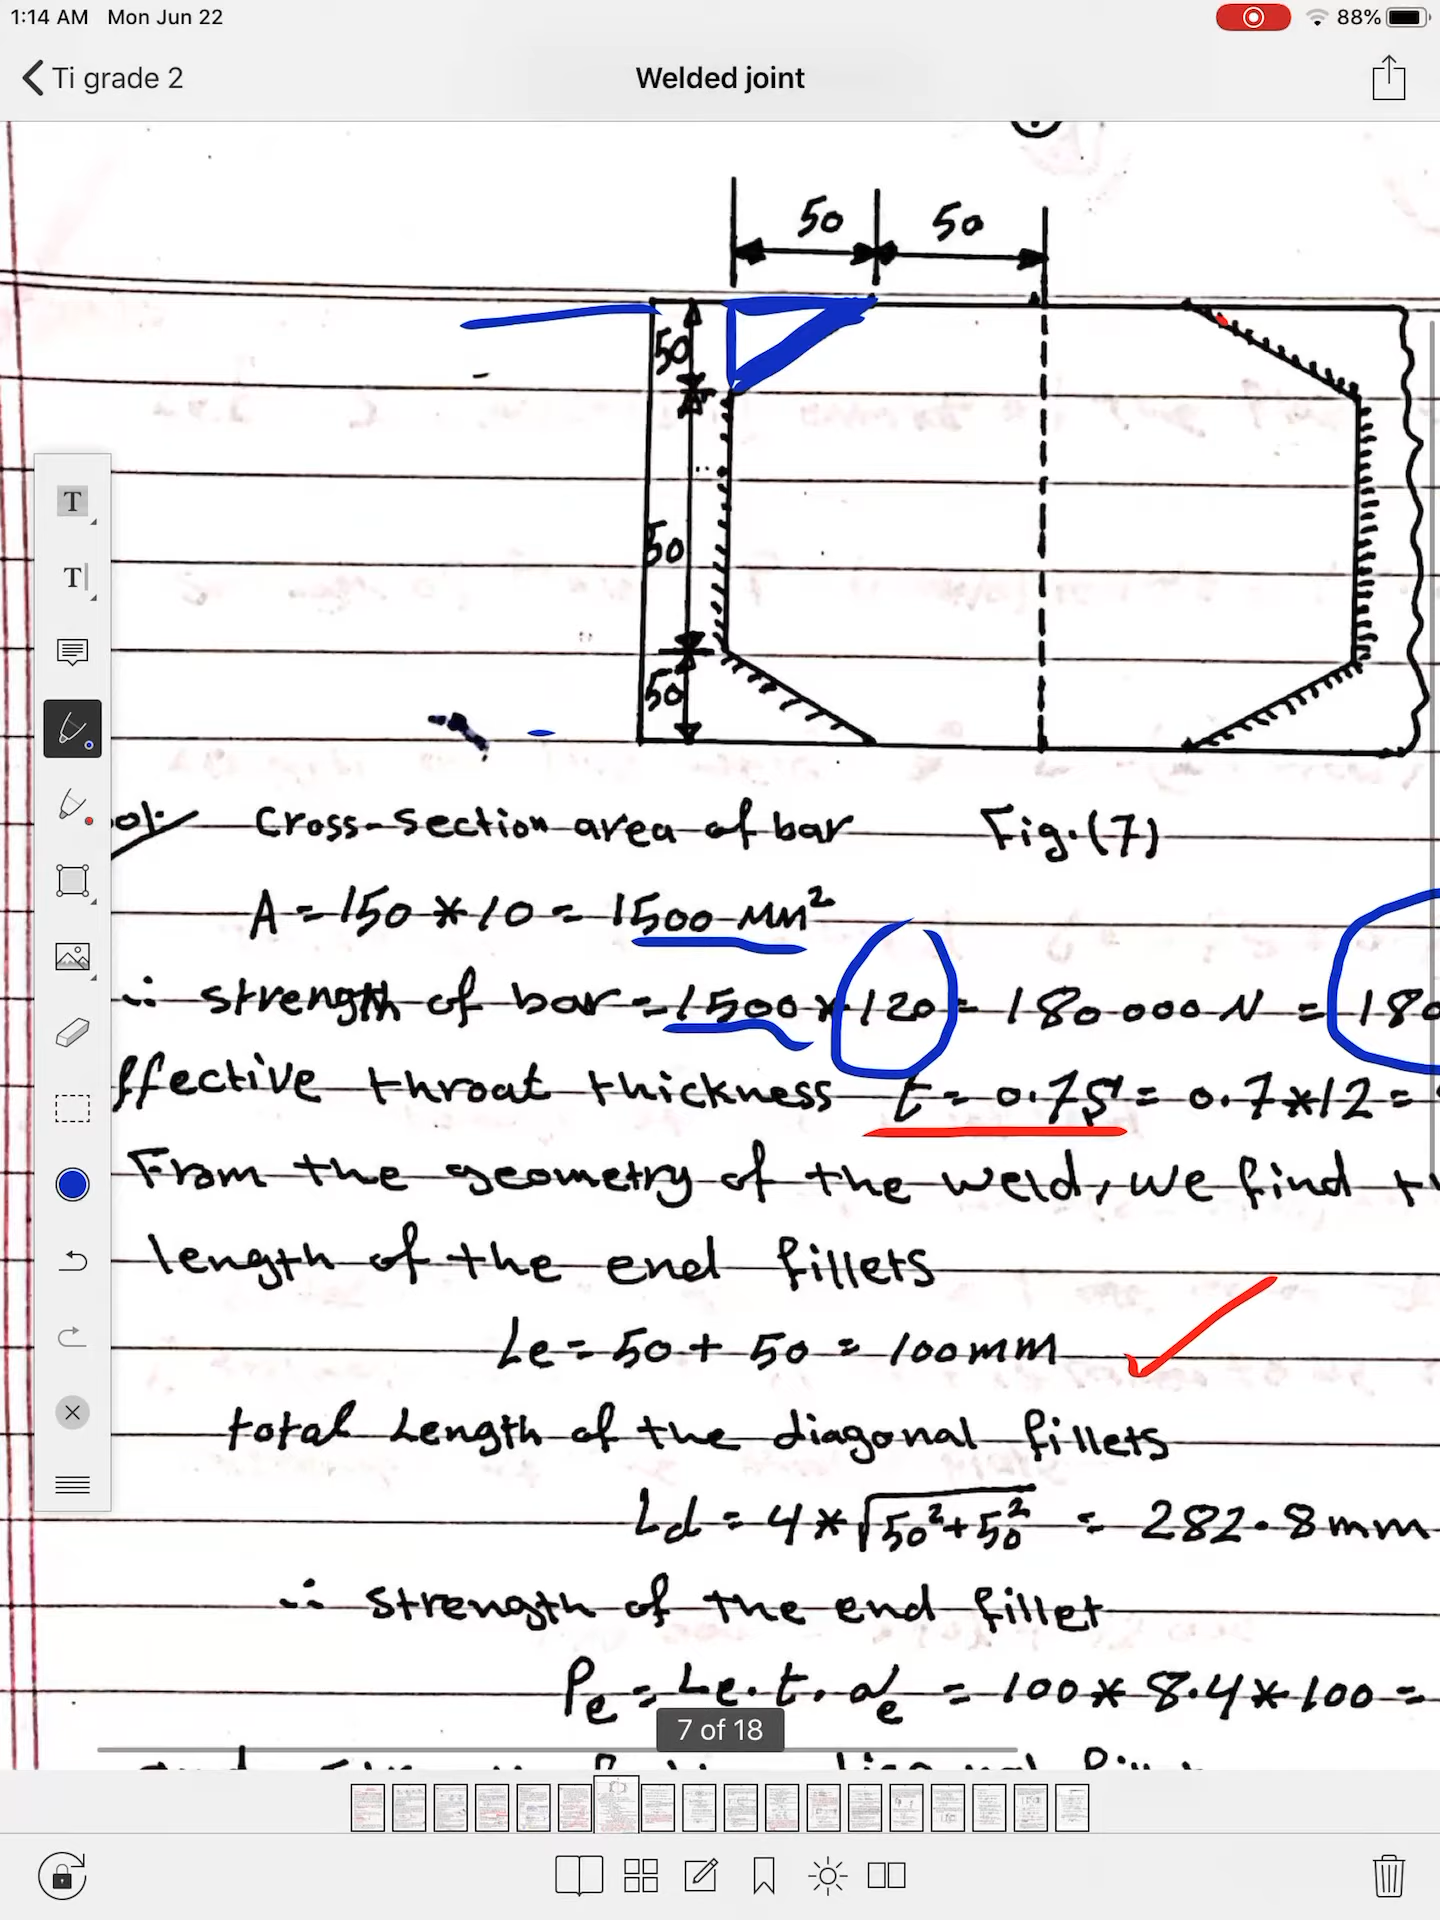 1:14 AM Mon Jun 22
88%
Ti grade 2
Welded joint
50 50
50
50
50
Cross-section area of bar Fig.(7)
A = 150 * 10 = 1500 mm²
∴ strength of bar = 1500 * 120 = 180 000 N = 180
ffective throat thickness t = 0.7S = 0.7*12 =
From the geometry of the weld, we find
length of the end fillets
Le = 50 + 50 = 100mm
total Length of the diagonal fillets
Ld = 4 * √50²+50² = 282.8mm
∴ strength of the end fillet
Pe = Le.t.σe = 100 * 8.4 * 100 =
7 of 18